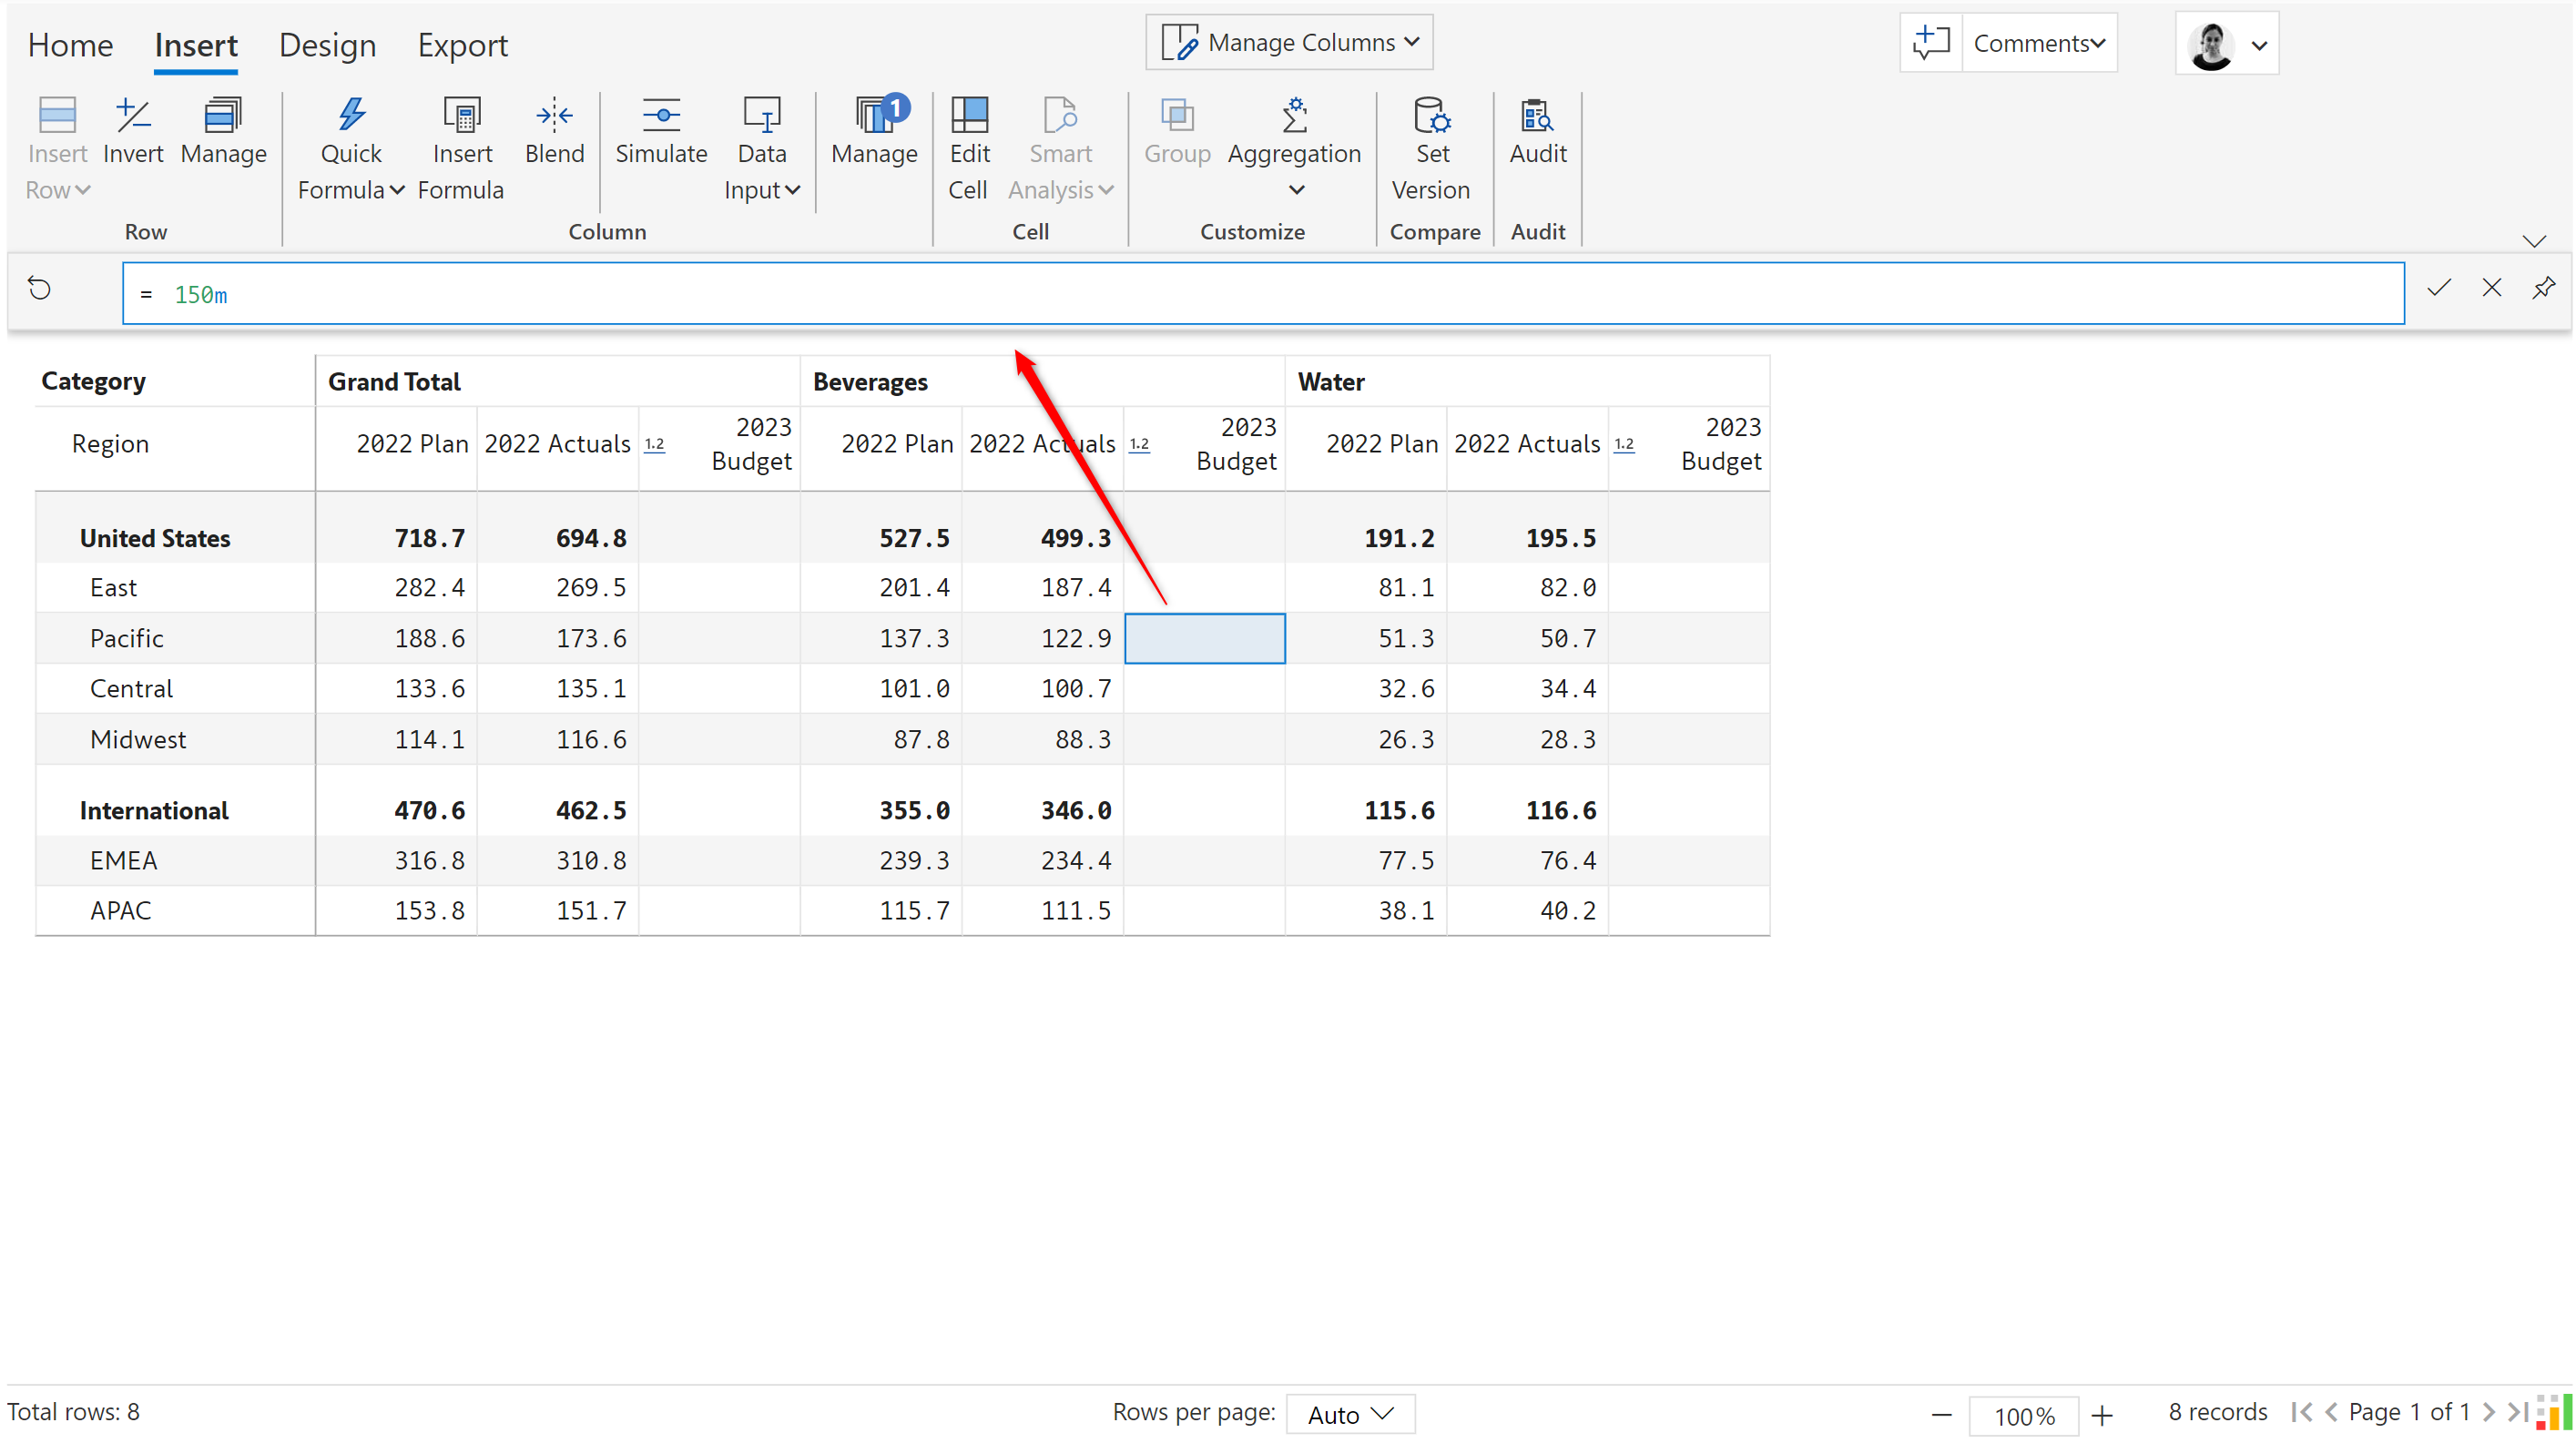 Home Insert Design Export Manage Columns Comments
Insert Row Invert Manage Quick Formula Insert Formula Blend Simulate Data Input Manage 1 Edit Cell Smart Analysis Group Aggregation Set Version Audit
Row Column Cell Customize Compare Audit
= 150m
Category Grand Total Beverages Water
Region 2022 Plan 2022 Actuals 1.2 2023 Budget 2022 Plan 2022 Actuals 1.2 2023 Budget 2022 Plan 2022 Actuals 1.2 2023 Budget
United States 718.7 694.8 527.5 499.3 191.2 195.5
East 282.4 269.5 201.4 187.4 81.1 82.0
Pacific 188.6 173.6 137.3 122.9 51.3 50.7
Central 133.6 135.1 101.0 100.7 32.6 34.4
Midwest 114.1 116.6 87.8 88.3 26.3 28.3
International 470.6 462.5 355.0 346.0 115.6 116.6
EMEA 316.8 310.8 239.3 234.4 77.5 76.4
APAC 153.8 151.7 115.7 111.5 38.1 40.2
Total rows: 8 Rows per page: Auto 100% 8 records Page 1 of 1